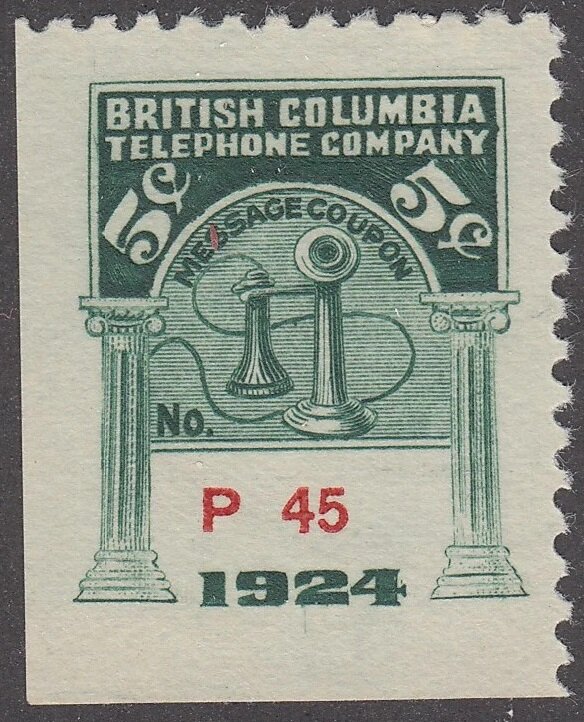 BRITISH COLUMBIA
TELEPHONE COMPANY
5¢ 5¢
MESSAGE COUPON
No.
P 45
1924